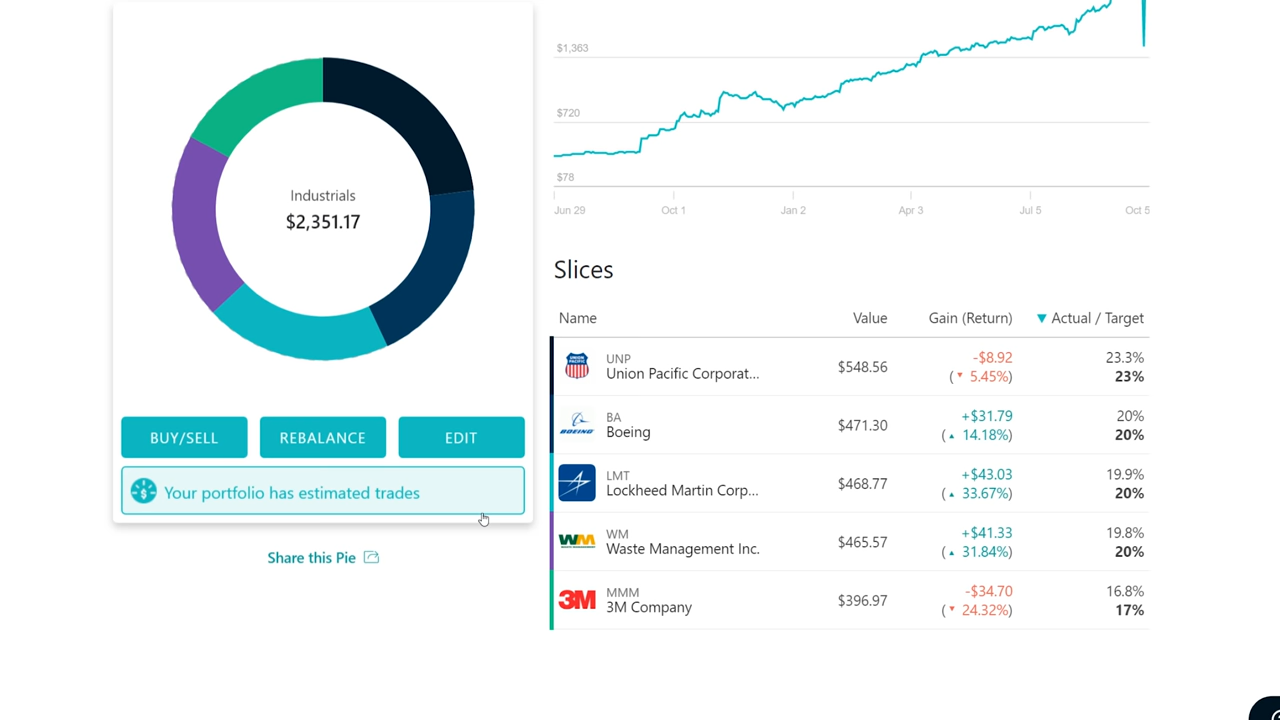 Industrials
$2,351.17
BUY/SELL
REBALANCE
EDIT
Your portfolio has estimated trades
Share this Pie
$1,363
$720
$78
Jun 29
Oct 1
Jan 2
Apr 3
Jul 5
Oct 5
Slices
Name
Value
Gain (Return)
▼ Actual / Target
UNION PACIFIC
UNP
Union Pacific Corporat...
$548.56
-$8.92
(▼ 5.45%)
23.3%
23%
BOEING
BA
Boeing
$471.30
+$31.79
(▲ 14.18%)
20%
20%
LMT
Lockheed Martin Corp...
$468.77
+$43.03
(▲ 33.67%)
19.9%
20%
WM
WM
Waste Management Inc.
$465.57
+$41.33
(▲ 31.84%)
19.8%
20%
3M
MMM
3M Company
$396.97
-$34.70
(▼ 24.32%)
16.8%
17%